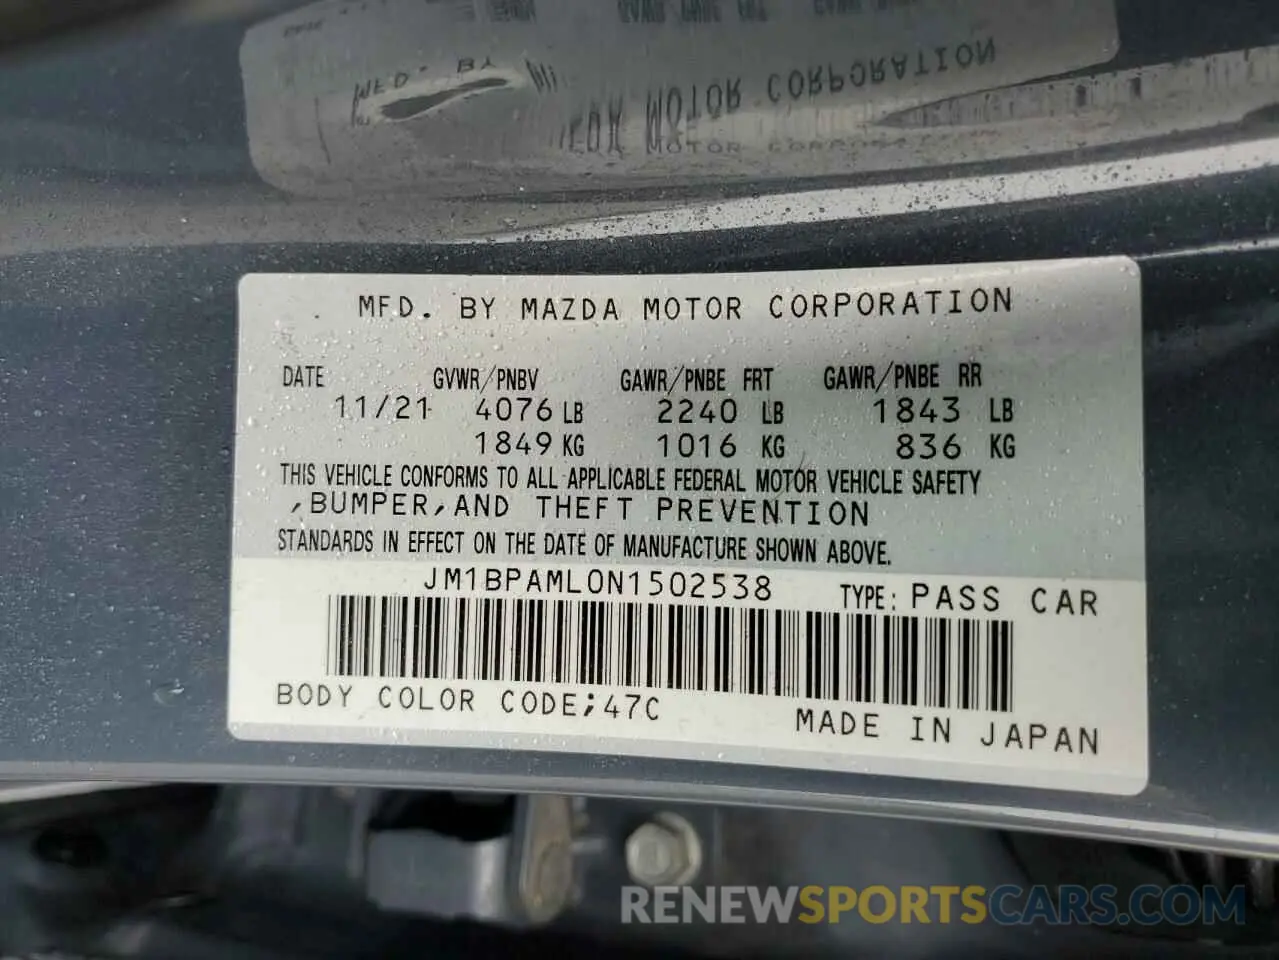 MFD. BY
MOTOR CORPORATION
MFD. BY MAZDA MOTOR CORPORATION
DATE GVWR/PNBV GAWR/PNBE FRT GAWR/PNBE RR
11/21 4076 LB 2240 LB 1843 LB
1849 KG 1016 KG 836 KG
THIS VEHICLE CONFORMS TO ALL APPLICABLE FEDERAL MOTOR VEHICLE SAFETY
,BUMPER,AND THEFT PREVENTION
STANDARDS IN EFFECT ON THE DATE OF MANUFACTURE SHOWN ABOVE.
JM1BPAML0N1502538 TYPE: PASS CAR
BODY COLOR CODE;47C
MADE IN JAPAN
RENEWSPORTSCARS.COM